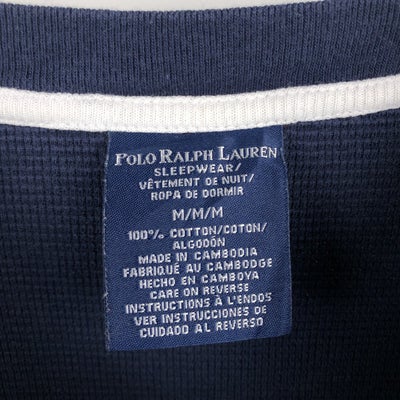 POLO RALPH LAUREN
SLEEPWEAR/
VÊTEMENT DE NUIT/
ROPA DE DORMIR
M/M/M
100% COTTON/COTON/
ALGODÓN
MADE IN CAMBODIA
FABRIQUÉ AU CAMBODGE
HECHO EN CAMBOYA
CARE ON REVERSE
INSTRUCTIONS À L'ENDOS
VER INSTRUCCIONES DE
CUIDADO AL REVERSO